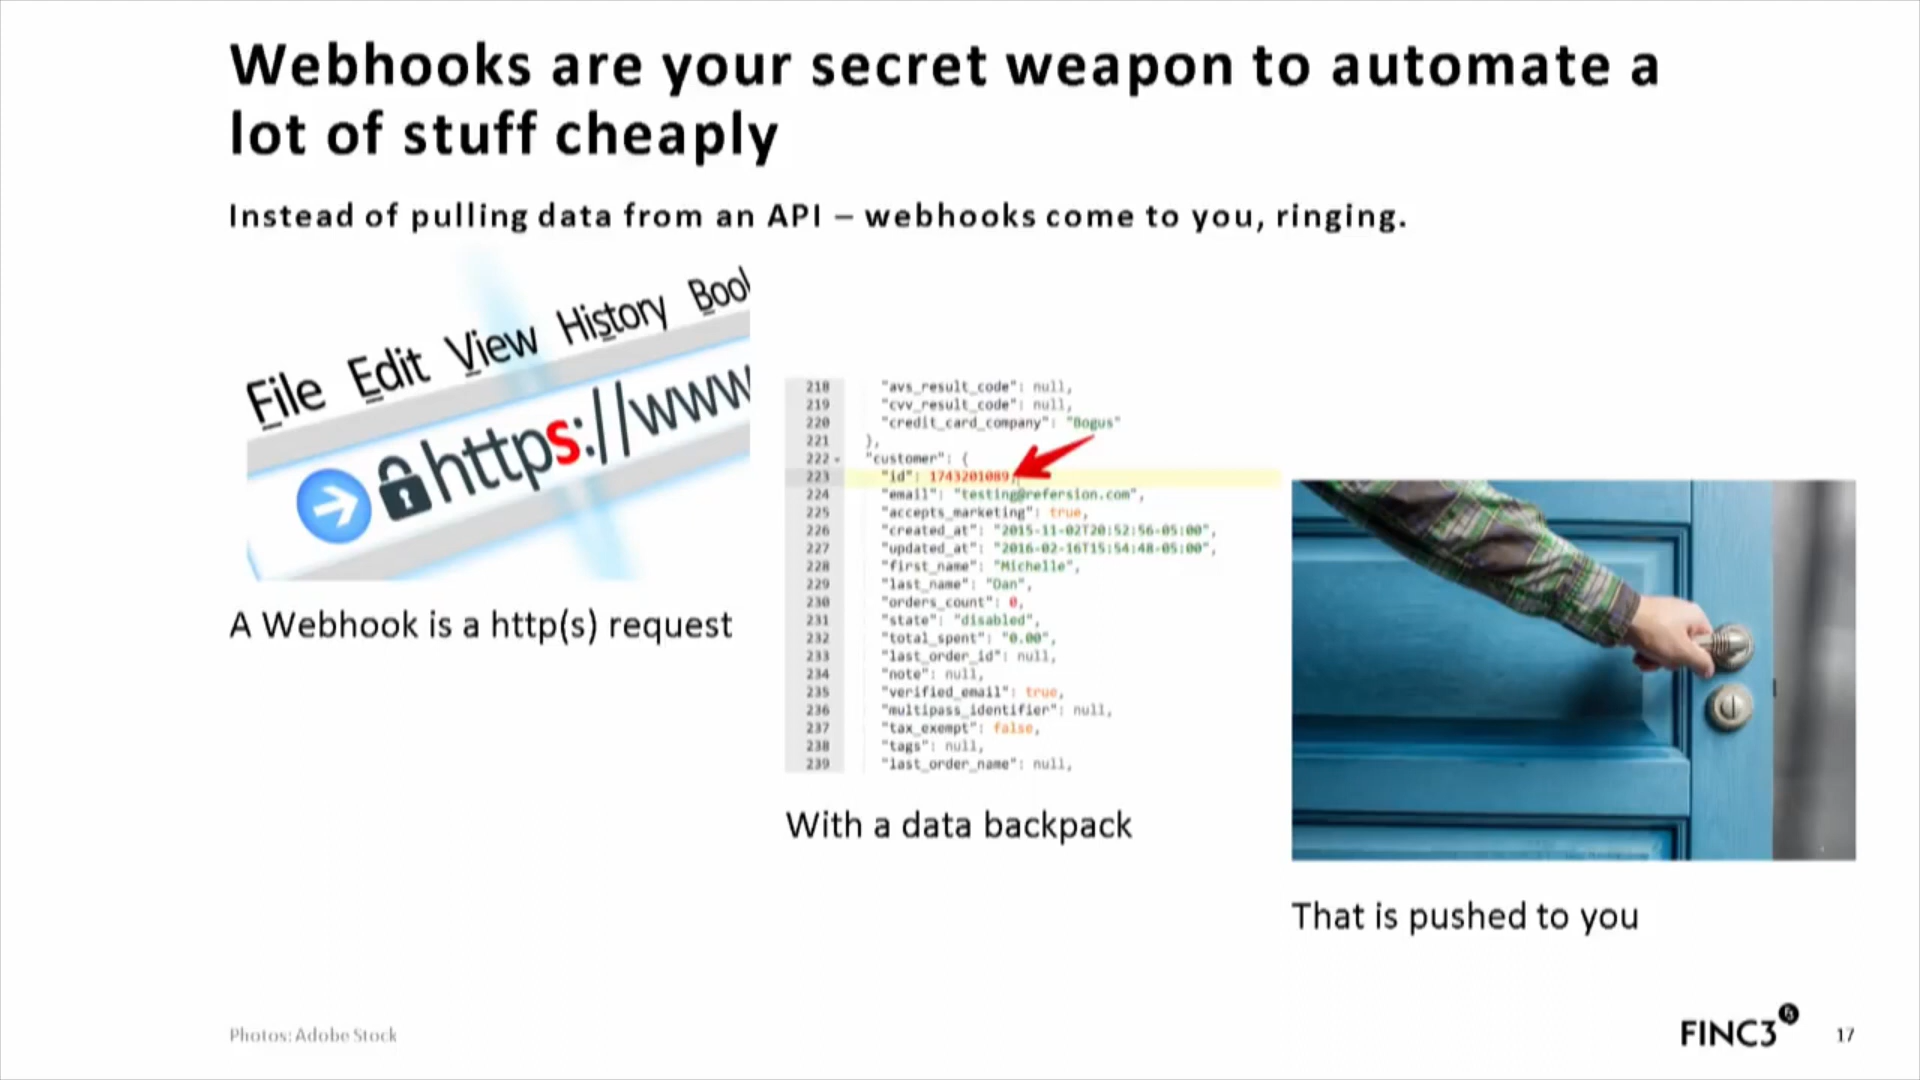 Webhooks are your secret weapon to automate a
lot of stuff cheaply
Instead of pulling data from an API – webhooks come to you, ringing.
File Edit View History Boo
https://www
A Webhook is a http(s) request
218 "avs_result_code": null,
219 "cvv_result_code": null,
220 "credit_card_company": "Bogus"
221 },
222 "customer": {
223 "id": 1743201089,
224 "email": "testing@refersion.com",
225 "accepts_marketing": true,
226 "created_at": "2015-11-02T20:52:56-05:00",
227 "updated_at": "2016-02-16T15:54:48-05:00",
228 "first_name": "Michelle",
229 "last_name": "Dan",
230 "orders_count": 0,
231 "state": "disabled",
232 "total_spent": "0.00",
233 "last_order_id": null,
234 "note": null,
235 "verified_email": true,
236 "multipass_identifier": null,
237 "tax_exempt": false,
238 "tags": null,
239 "last_order_name": null,
With a data backpack
That is pushed to you
Photos: Adobe Stock
FINC3
17